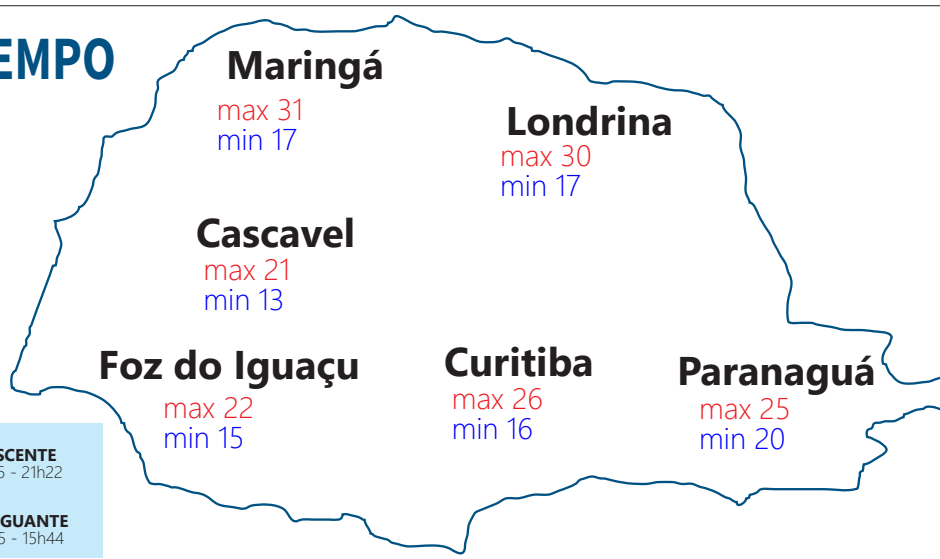 EMPO
Maringá
max 31
min 17
Londrina
max 30
min 17
Cascavel
max 21
min 13
Foz do Iguaçu
max 22
min 15
Curitiba
max 26
min 16
Paranaguá
max 25
min 20
SCENTE
5 - 21h22
GUANTE
5 - 15h44